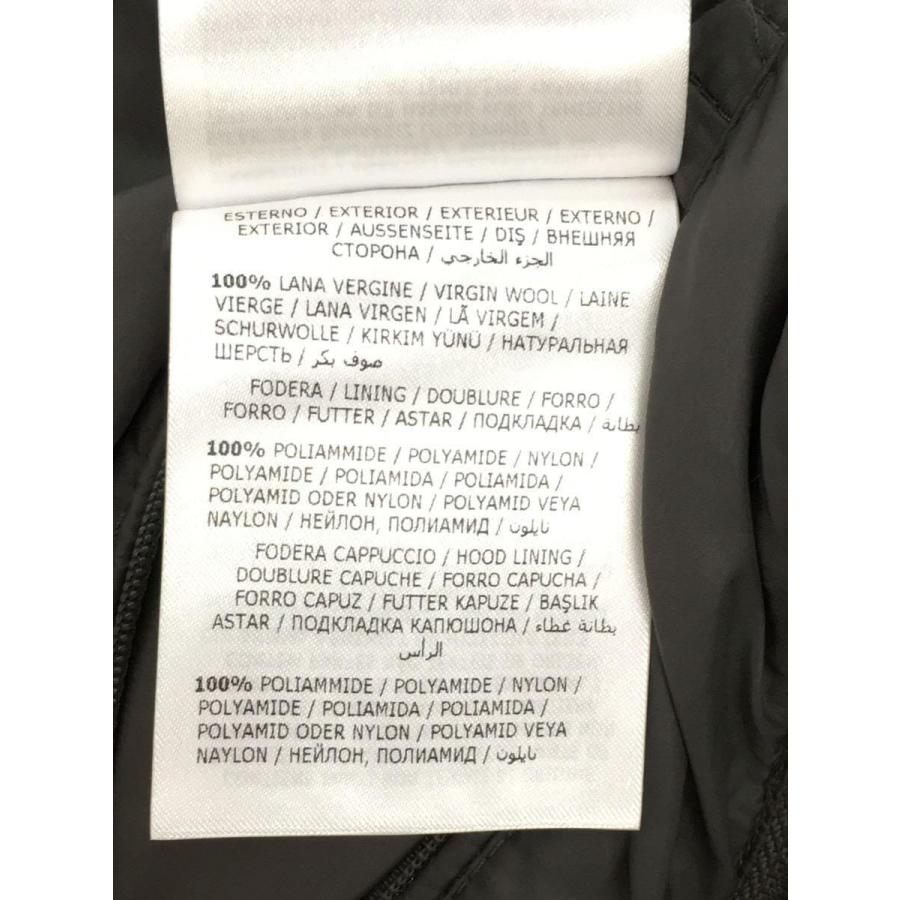 ESTERNO / EXTERIOR / EXTERIEUR / EXTERNO /
EXTERIOR / AUSSENSEITE / DIŞ / ВНЕШНЯЯ
СТОРОНА / الجزء الخارجي
100% LANA VERGINE / VIRGIN WOOL / LAINE
VIERGE / LANA VIRGEN / LÃ VIRGEM /
SCHURWOLLE / KIRKIM YÜNÜ / НАТУРАЛЬНАЯ
ШЕРСТЬ / صوف بكر
FODERA / LINING / DOUBLURE / FORRO /
FORRO / FUTTER / ASTAR / ПОДКЛАДКА / بطانة
100% POLIAMMIDE / POLYAMIDE / NYLON /
POLYAMIDE / POLIAMIDA / POLIAMIDA /
POLYAMID ODER NYLON / POLYAMID VEYA
NAYLON / НЕЙЛОН, ПОЛИАМИД / نايلون
FODERA CAPPUCCIO / HOOD LINING /
DOUBLURE CAPUCHE / FORRO CAPUCHA /
FORRO CAPUZ / FUTTER KAPUZE / BAŞLIK
ASTAR / ПОДКЛАДКА КАПЮШОНА / بطانة غطاء
الرأس
100% POLIAMMIDE / POLYAMIDE / NYLON /
POLYAMIDE / POLIAMIDA / POLIAMIDA /
POLYAMID ODER NYLON / POLYAMID VEYA
NAYLON / НЕЙЛОН, ПОЛИАМИД / نايلون